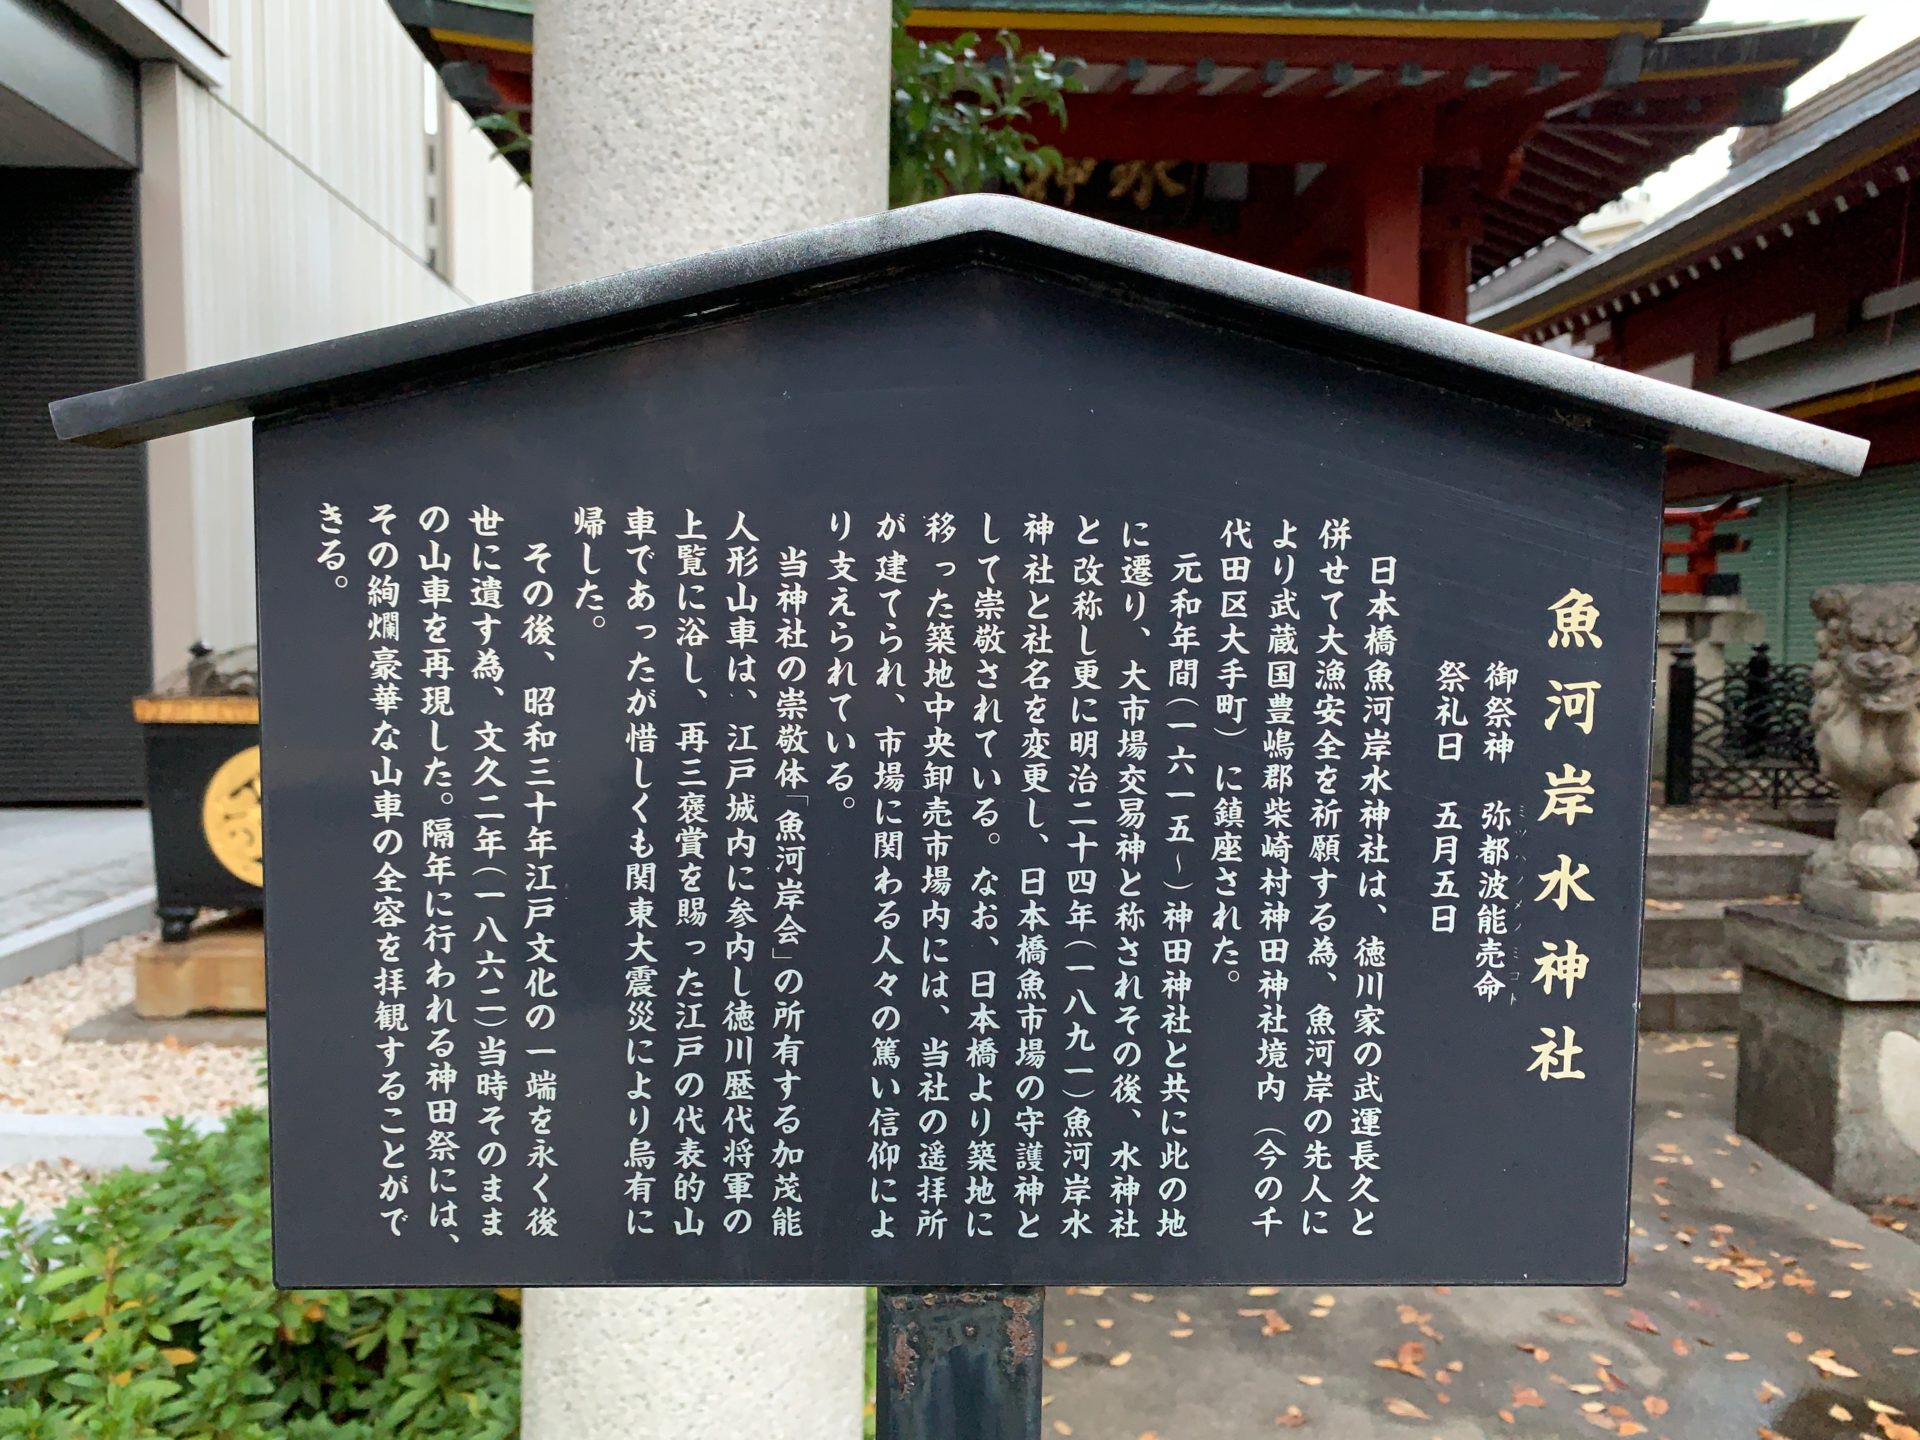 水神
魚河岸水神社
御祭神　弥都波能売命
ミツハノメノミコト
祭礼日　五月五日
日本橋魚河岸水神社は、徳川家の武運長久と
併せて大漁安全を祈願する為、魚河岸の先人に
より武蔵国豊嶋郡柴崎村神田神社境内（今の千
代田区大手町）に鎮座された。
元和年間（一六一五～）神田神社と共に此の地
に遷り、大市場交易神と称されその後、水神社
と改称し更に明治二十四年（一八九一）魚河岸水
神社と社名を変更し、日本橋魚市場の守護神と
して崇敬されている。なお、日本橋より築地に
移った築地中央卸売市場内には、当社の遥拝所
が建てられ、市場に関わる人々の篤い信仰によ
り支えられている。
当神社の崇敬体「魚河岸会」の所有する加茂能
人形山車は、江戸城内に参内し徳川歴代将軍の
上覧に浴し、再三褒賞を賜った江戸の代表的山
車であったが惜しくも関東大震災により烏有に
帰した。
その後、昭和三十年江戸文化の一端を永く後
世に遺す為、文久二年（一八六二）当時そのまま
の山車を再現した。隔年に行われる神田祭には、
その絢爛豪華な山車の全容を拝観することがで
きる。